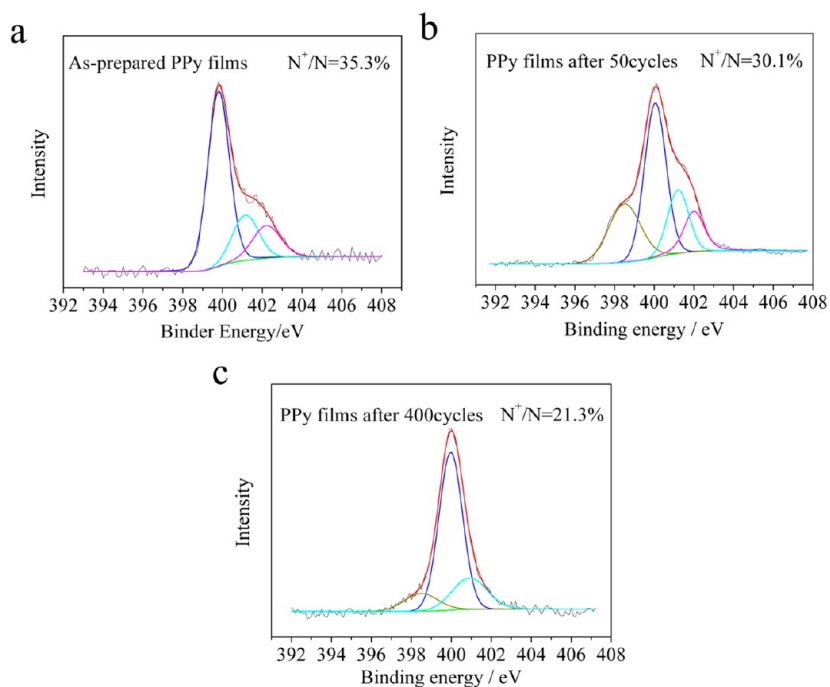 a
As-prepared PPy films N⁺/N=35.3%
Intensity
392 394 396 398 400 402 404 406 408
Binder Energy/eV
b
PPy films after 50cycles N⁺/N=30.1%
Intensity
392 394 396 398 400 402 404 406 408
Binding energy / eV
c
PPy films after 400cycles N⁺/N=21.3%
Intensity
392 394 396 398 400 402 404 406 408
Binding energy / eV